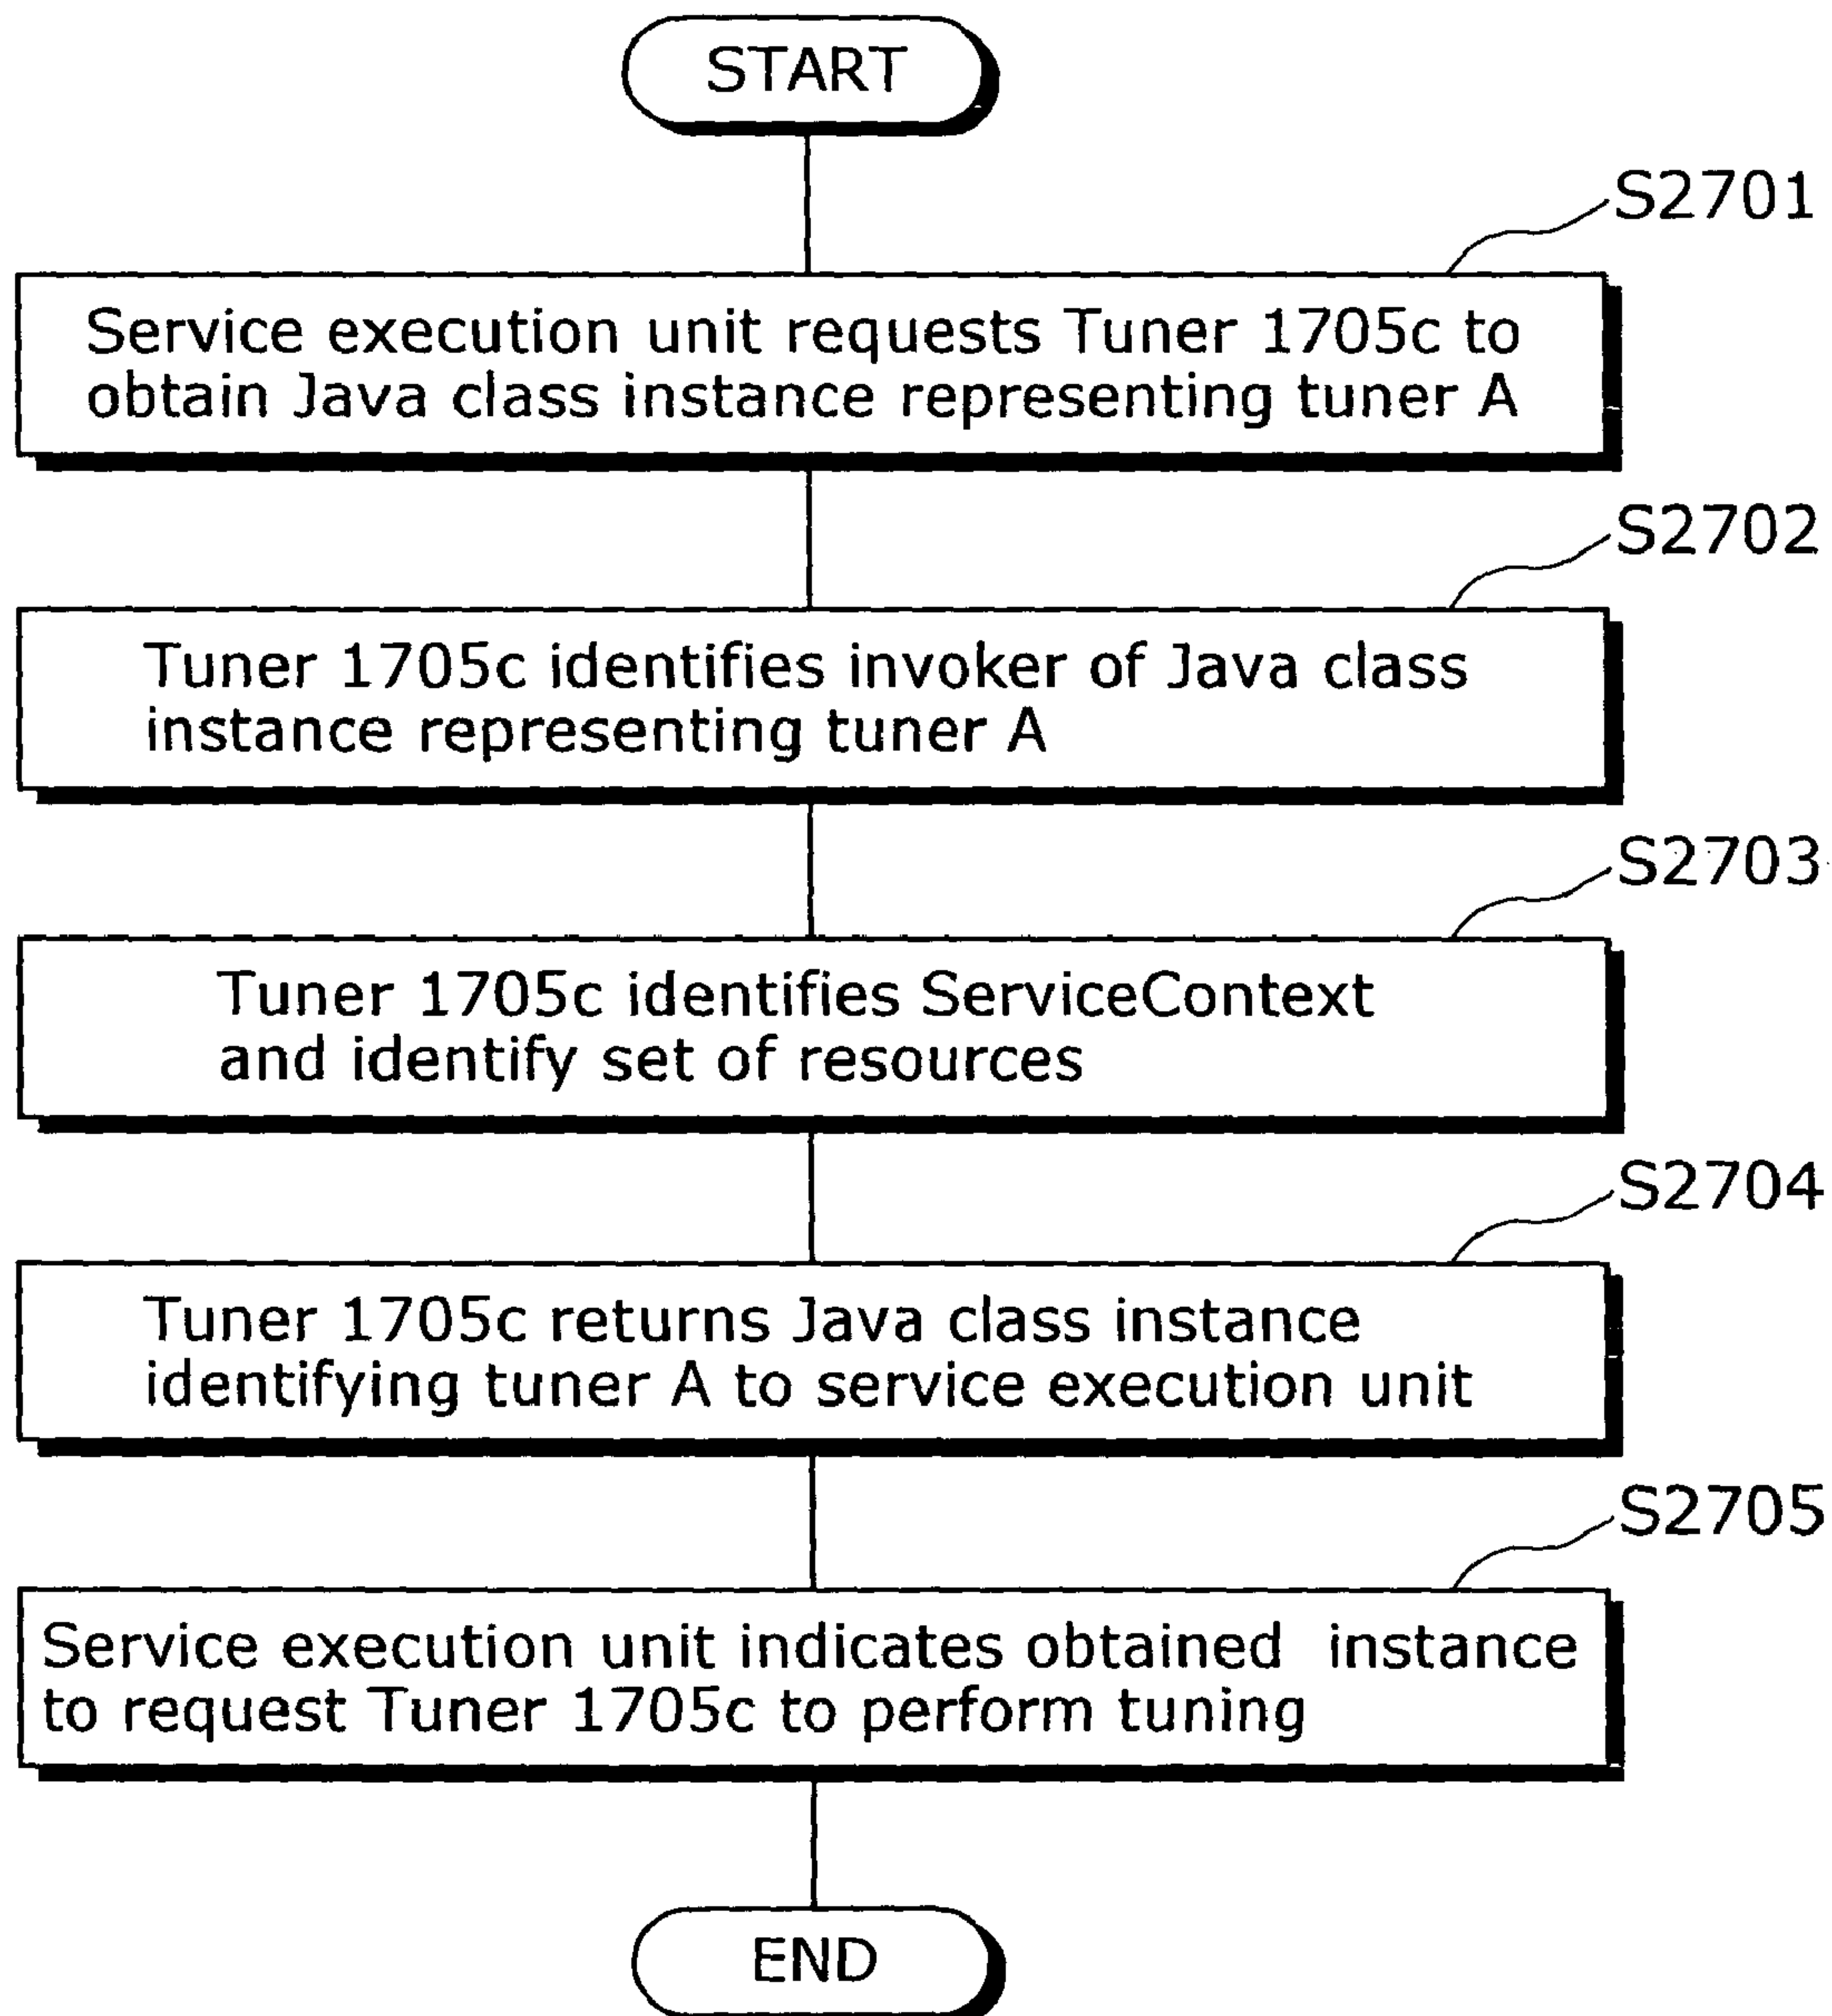 START
S2701
Service execution unit requests Tuner 1705c to
obtain Java class instance representing tuner A
S2702
Tuner 1705c identifies invoker of Java class
instance representing tuner A
S2703
Tuner 1705c identifies ServiceContext
and identify set of resources
S2704
Tuner 1705c returns Java class instance
identifying tuner A to service execution unit
S2705
Service execution unit indicates obtained instance
to request Tuner 1705c to perform tuning
END